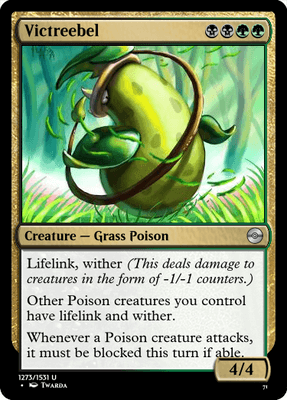 Victreebel
Creature — Grass Poison
Lifelink, wither (This deals damage to
creatures in the form of -1/-1 counters.)
Other Poison creatures you control
have lifelink and wither.
Whenever a Poison creature attacks,
it must be blocked this turn if able.
4/4
1273/1531 U
• Twarda